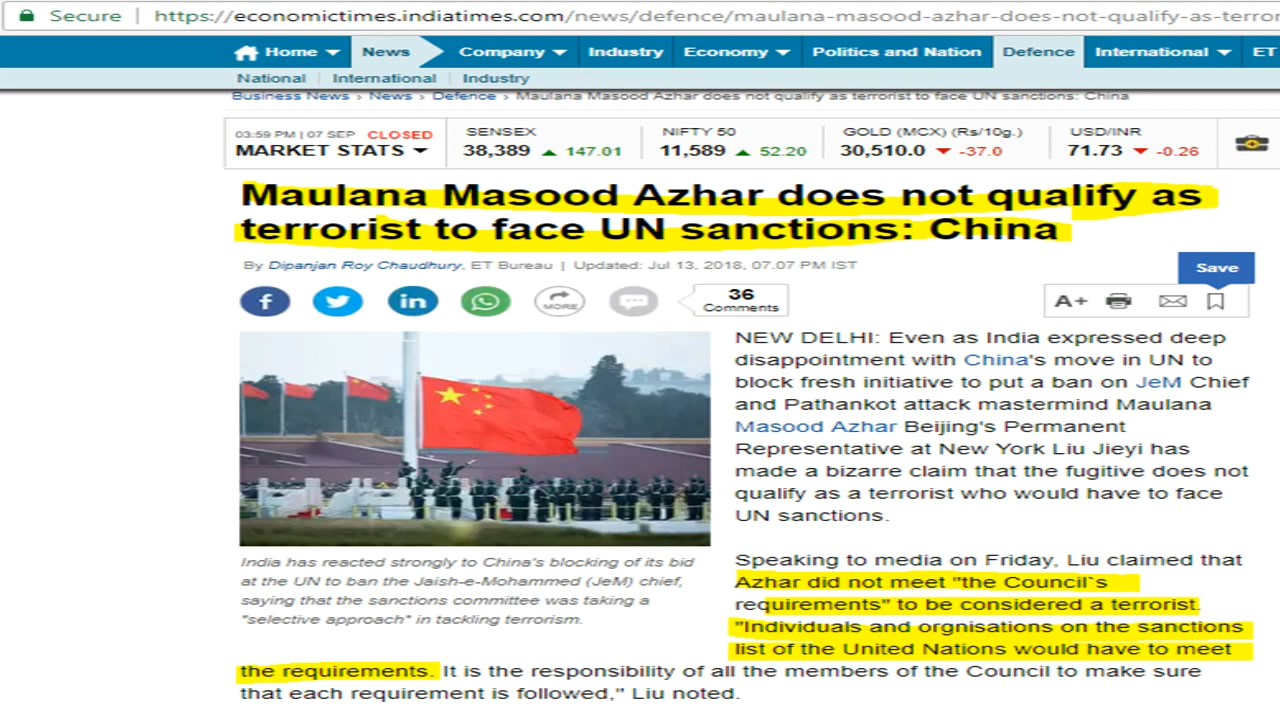 Secure | https://economictimes.indiatimes.com/news/defence/maulana-masood-azhar-does-not-qualify-as-terror
Home News Company Industry Economy Politics and Nation Defence International ET
National | International | Industry
Business News › News › Defence › Maulana Masood Azhar does not qualify as terrorist to face UN sanctions: China
03:59 PM | 07 SEP CLOSED
MARKET STATS
SENSEX
38,389 147.01
NIFTY 50
11,589 52.20
GOLD (MCX) (Rs/10g.)
30,510.0 -37.0
USD/INR
71.73 -0.26
Maulana Masood Azhar does not qualify as
terrorist to face UN sanctions: China
By Dipanjan Roy Chaudhury, ET Bureau | Updated: Jul 13, 2018, 07.07 PM IST
Save
MORE
36
Comments
A+
NEW DELHI: Even as India expressed deep
disappointment with China's move in UN to
block fresh initiative to put a ban on JeM Chief
and Pathankot attack mastermind Maulana
Masood Azhar Beijing's Permanent
Representative at New York Liu Jieyi has
made a bizarre claim that the fugitive does not
qualify as a terrorist who would have to face
UN sanctions.
India has reacted strongly to China's blocking of its bid
at the UN to ban the Jaish-e-Mohammed (JeM) chief,
saying that the sanctions committee was taking a
"selective approach" in tackling terrorism.
Speaking to media on Friday, Liu claimed that
Azhar did not meet "the Council`s
requirements" to be considered a terrorist.
"Individuals and orgnisations on the sanctions
list of the United Nations would have to meet
the requirements. It is the responsibility of all the members of the Council to make sure
that each requirement is followed," Liu noted.